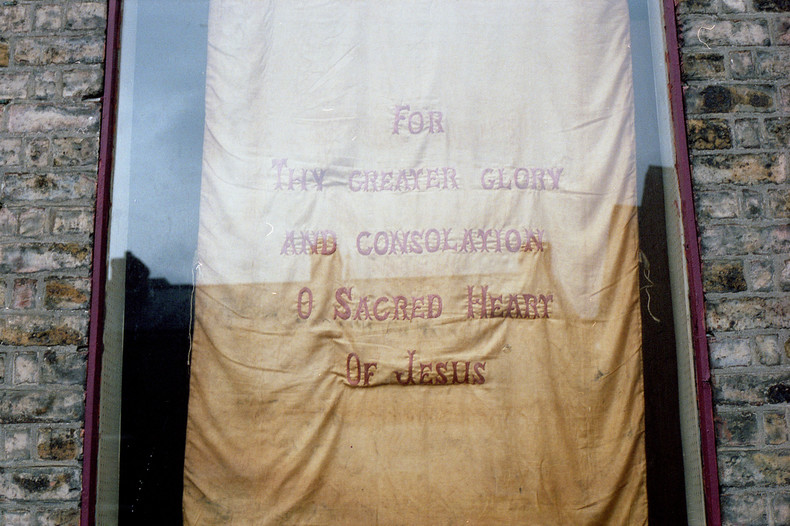 For
Thy greater glory
and consolation
O Sacred Heart
Of Jesus